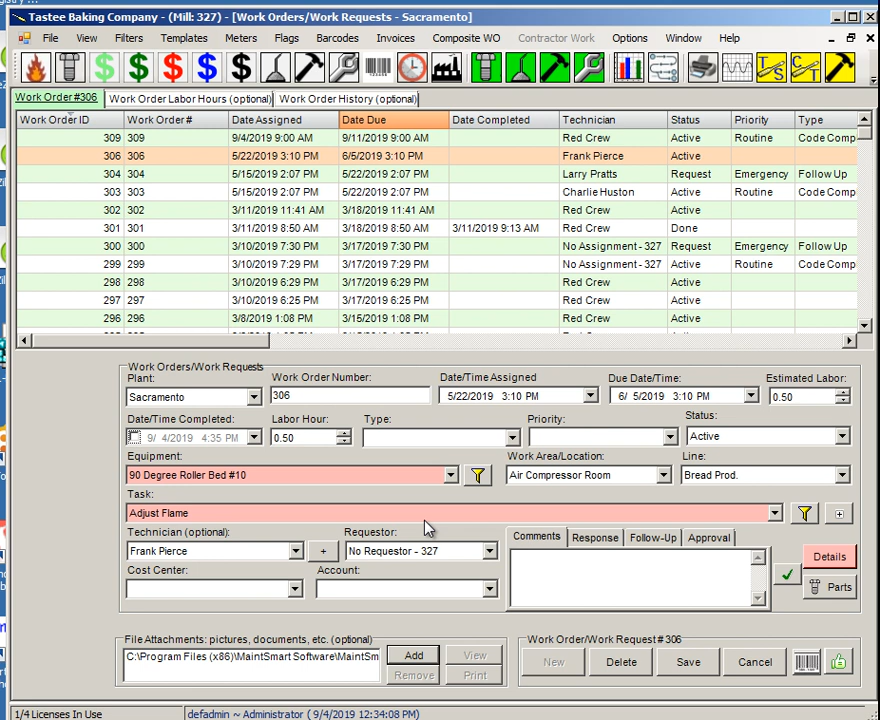 Tastee Baking Company - (Mill: 327) - [Work Orders/Work Requests - Sacramento]
File View Filters Templates Meters Flags Barcodes Invoices Composite WO Contractor Work Options Window Help
$ $ $ $ $ T S C T
Work Order #306 Work Order Labor Hours (optional) Work Order History (optional)
Work Order ID Work Order # Date Assigned Date Due Date Completed Technician Status Priority Type
309 309 9/4/2019 9:00 AM 9/11/2019 9:00 AM Red Crew Active Routine Code Comp
306 306 5/22/2019 3:10 PM 6/5/2019 3:10 PM Frank Pierce Active
304 304 5/15/2019 2:07 PM 5/22/2019 2:07 PM Larry Pratts Request Emergency Follow Up
303 303 5/15/2019 2:07 PM 5/22/2019 2:07 PM Charlie Huston Active Routine Code Comp
302 302 3/11/2019 11:41 AM 3/18/2019 11:41 AM Red Crew Active
301 301 3/11/2019 8:50 AM 3/18/2019 8:50 AM 3/11/2019 9:13 AM Red Crew Done
300 300 3/10/2019 7:30 PM 3/17/2019 7:30 PM No Assignment - 327 Request Emergency Follow Up
299 299 3/10/2019 7:29 PM 3/17/2019 7:29 PM No Assignment - 327 Active Routine Code Comp
298 298 3/10/2019 6:29 PM 3/17/2019 6:29 PM Red Crew Active
297 297 3/10/2019 6:25 PM 3/17/2019 6:25 PM Red Crew Active
296 296 3/8/2019 1:08 PM 3/15/2019 1:08 PM Red Crew Active
Work Orders/Work Requests
Plant: Work Order Number: Date/Time Assigned Due Date/Time: Estimated Labor:
Sacramento 306 5/22/2019 3:10 PM 6/ 5/2019 3:10 PM 0.50
Date/Time Completed: Labor Hour: Type: Priority: Status:
9/ 4/2019 4:35 PM 0.50 Active
Equipment: Work Area/Location: Line:
90 Degree Roller Bed #10 Air Compressor Room Bread Prod.
Task:
Adjust Flame
Technician (optional): Requestor: Comments Response Follow-Up Approval
Frank Pierce + No Requestor - 327 Details
Cost Center: Account: Parts
File Attachments: pictures, documents, etc. (optional) Work Order/Work Request # 306
C:\Program Files (x86)\MaintSmart Software\MaintSm Add View New Delete Save Cancel
Remove Print
1/4 Licenses In Use defadmin ~ Administrator ( 9/4/2019 12:34:08 PM)